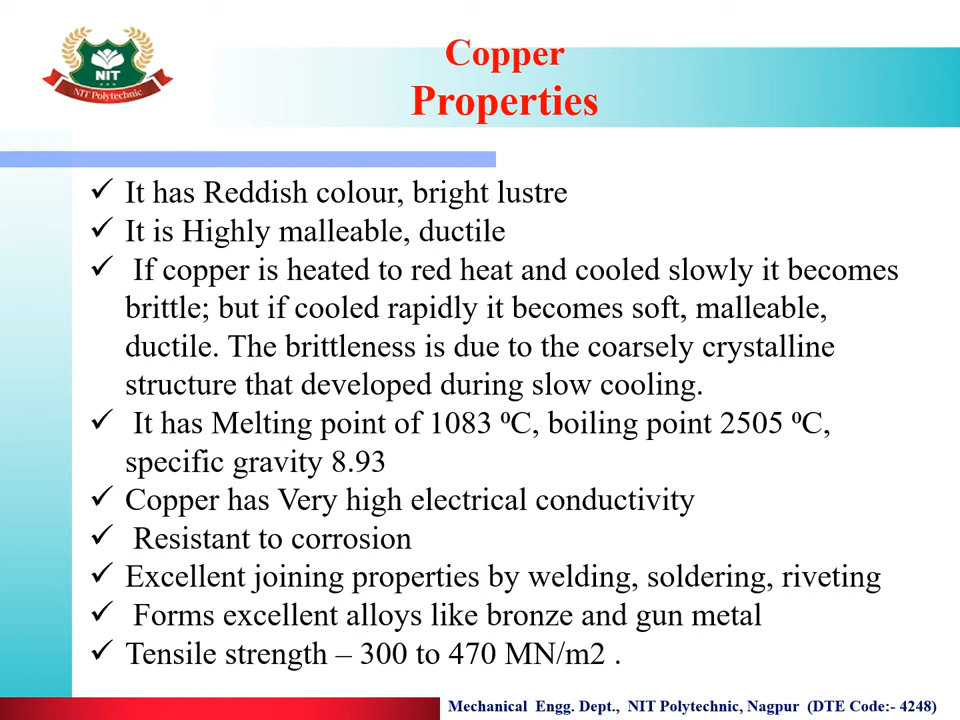 NIT
NIT Polytechnic
Copper
Properties
✓ It has Reddish colour, bright lustre
✓ It is Highly malleable, ductile
✓ If copper is heated to red heat and cooled slowly it becomes
brittle; but if cooled rapidly it becomes soft, malleable,
ductile. The brittleness is due to the coarsely crystalline
structure that developed during slow cooling.
✓ It has Melting point of 1083 ⁰C, boiling point 2505 ⁰C,
specific gravity 8.93
✓ Copper has Very high electrical conductivity
✓ Resistant to corrosion
✓ Excellent joining properties by welding, soldering, riveting
✓ Forms excellent alloys like bronze and gun metal
✓ Tensile strength – 300 to 470 MN/m2 .
Mechanical Engg. Dept., NIT Polytechnic, Nagpur (DTE Code:- 4248)